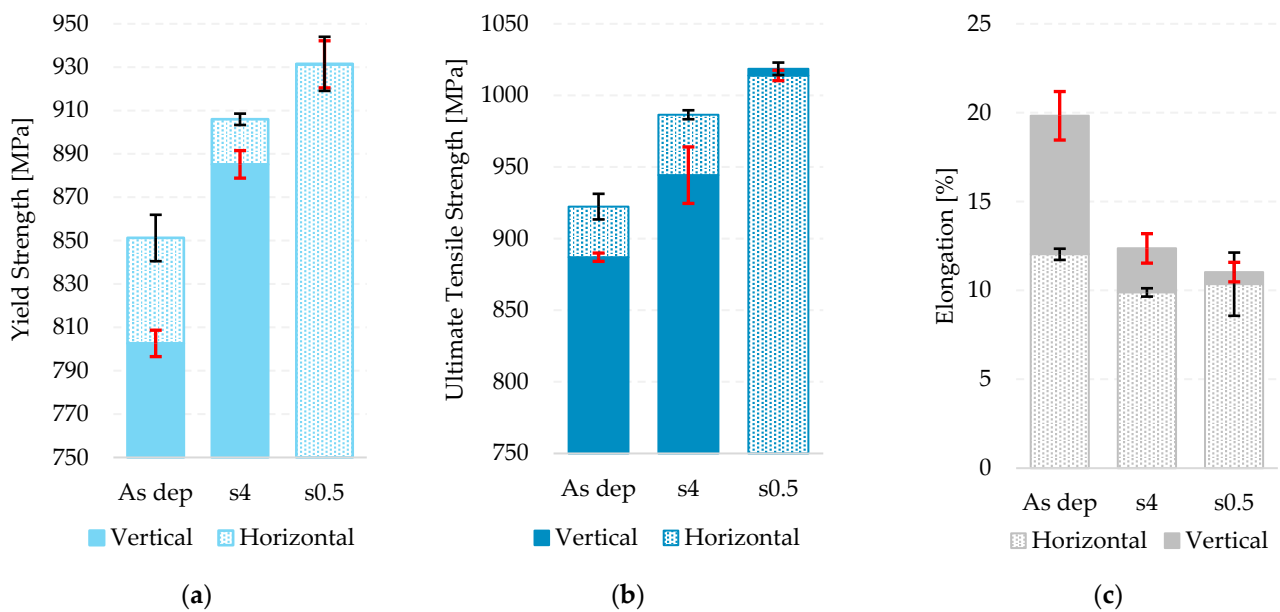 Yield Strength [MPa]
950
930
910
890
870
850
830
810
790
770
750
As dep s4 s0.5
Vertical Horizontal
(a)
Ultimate Tensile Strength [MPa]
1050
1000
950
900
850
800
750
As dep s4 s0.5
Vertical Horizontal
(b)
Elongation [%]
25
20
15
10
5
0
As dep s4 s0.5
Horizontal Vertical
(c)